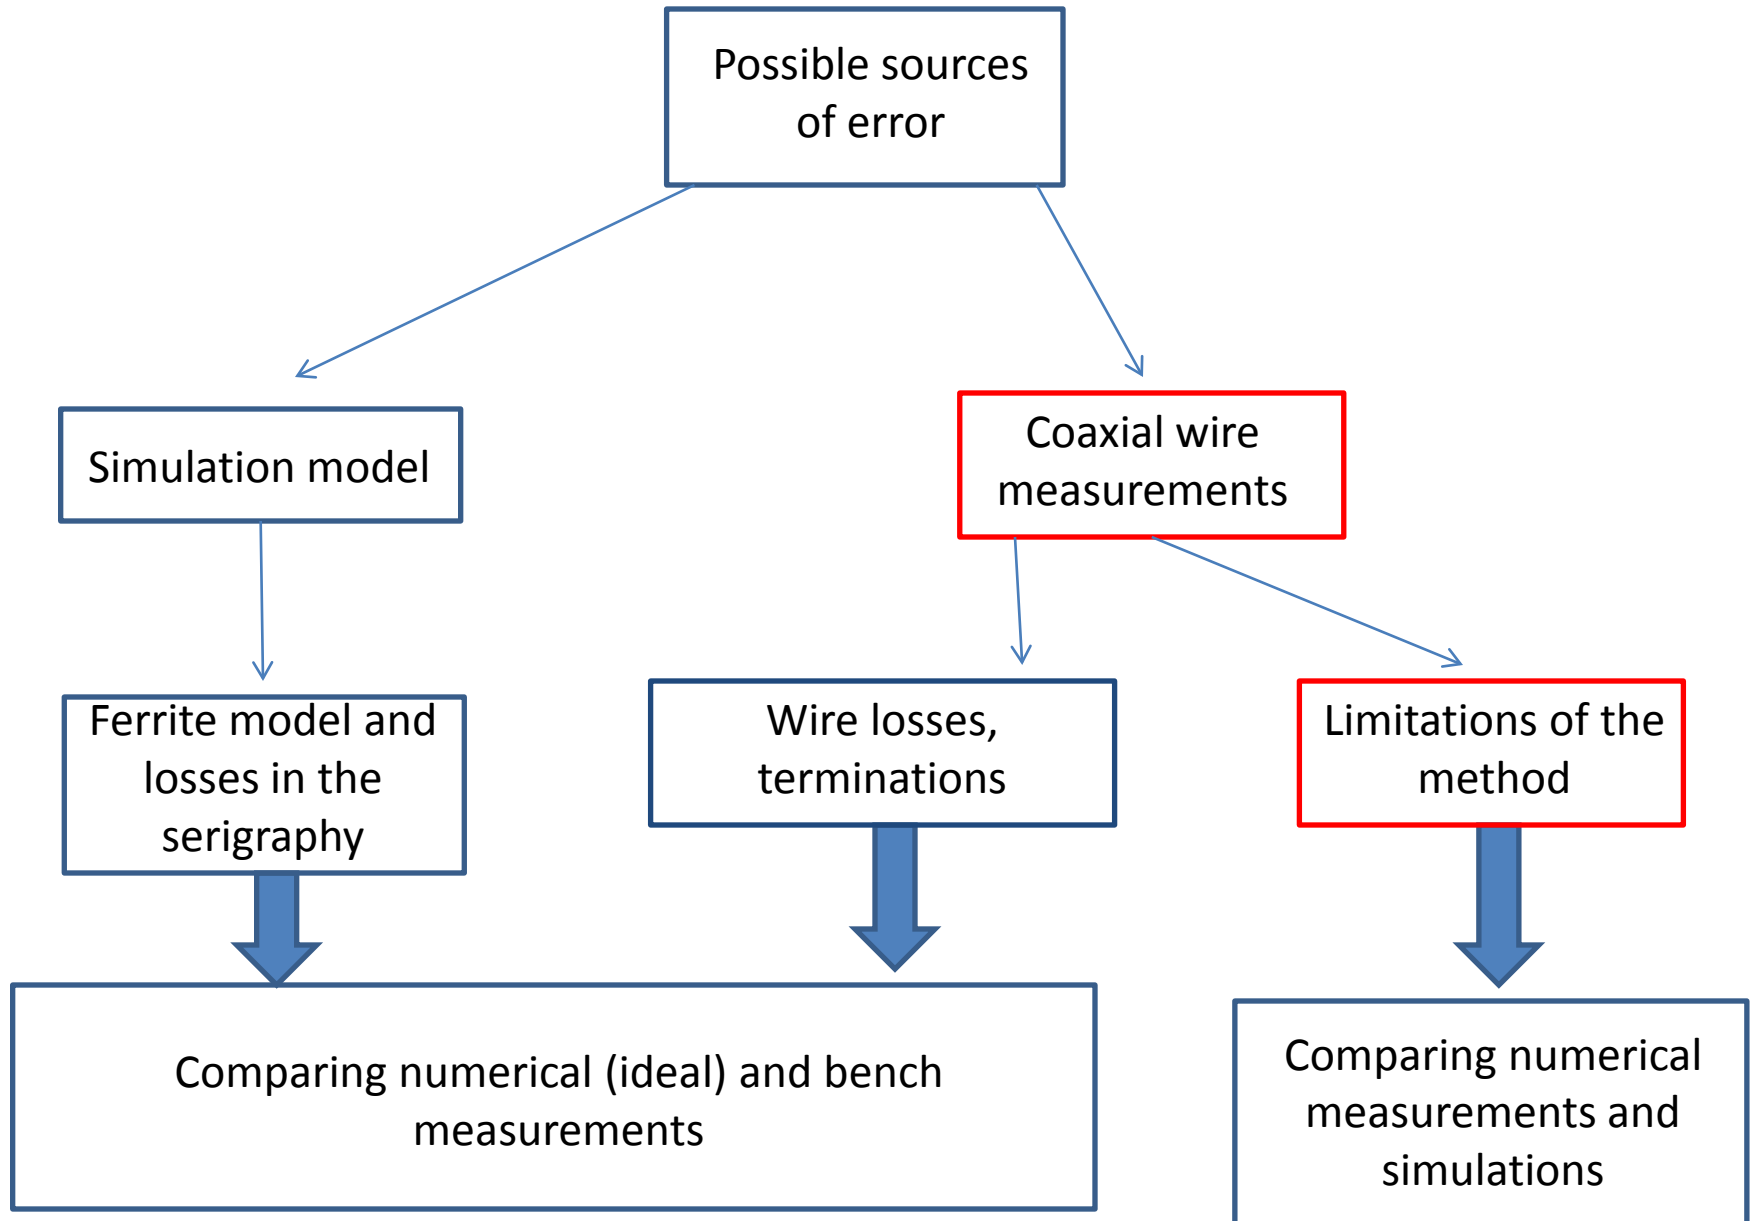 Possible sources
of error
Simulation model
Coaxial wire
measurements
Ferrite model and
losses in the
serigraphy
Wire losses,
terminations
Limitations of the
method
Comparing numerical (ideal) and bench
measurements
Comparing numerical
measurements and
simulations